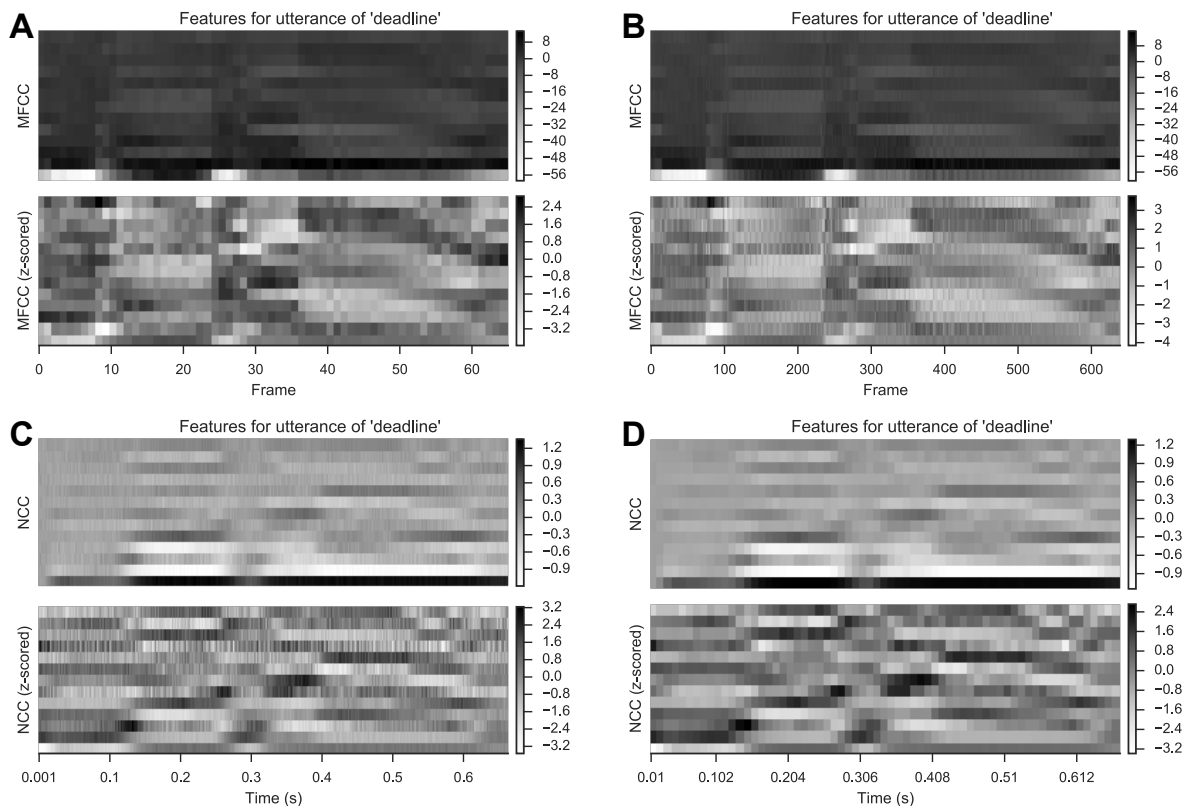 A
Features for utterance of 'deadline'
MFCC
8
0
−8
−16
−24
−32
−40
−48
−56
MFCC (z-scored)
2.4
1.6
0.8
0.0
−0.8
−1.6
−2.4
−3.2
0 10 20 30 40 50 60
Frame
B
Features for utterance of 'deadline'
MFCC
8
0
−8
−16
−24
−32
−40
−48
−56
MFCC (z-scored)
3
2
1
0
−1
−2
−3
−4
0 100 200 300 400 500 600
Frame
C
Features for utterance of 'deadline'
NCC
1.2
0.9
0.6
0.3
0.0
−0.3
−0.6
−0.9
NCC (z-scored)
3.2
2.4
1.6
0.8
0.0
−0.8
−1.6
−2.4
−3.2
0.001 0.1 0.2 0.3 0.4 0.5 0.6
Time (s)
D
Features for utterance of 'deadline'
NCC
1.2
0.9
0.6
0.3
0.0
−0.3
−0.6
−0.9
NCC (z-scored)
2.4
1.6
0.8
0.0
−0.8
−1.6
−2.4
−3.2
0.01 0.102 0.204 0.306 0.408 0.51 0.612
Time (s)